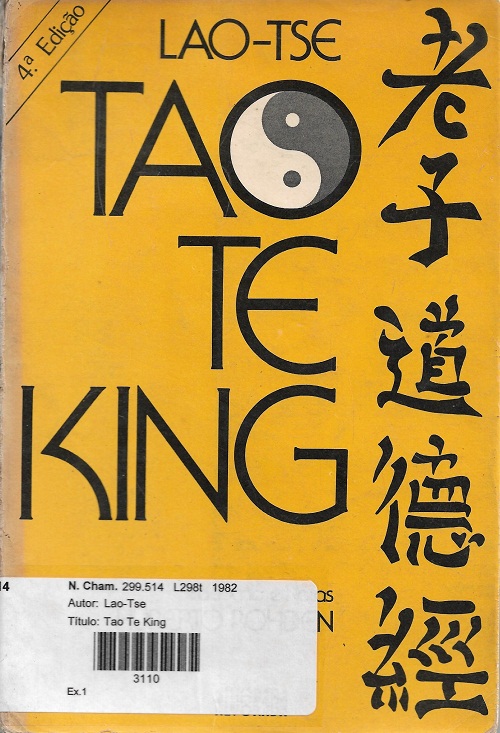 4ª Edição
LAO-TSE
TAO
TE
KING
老子道德經
14
N. Cham. 299.514 L298t 1982
Autor: Lao-Tse
Título: Tao Te King
3110
Ex.1